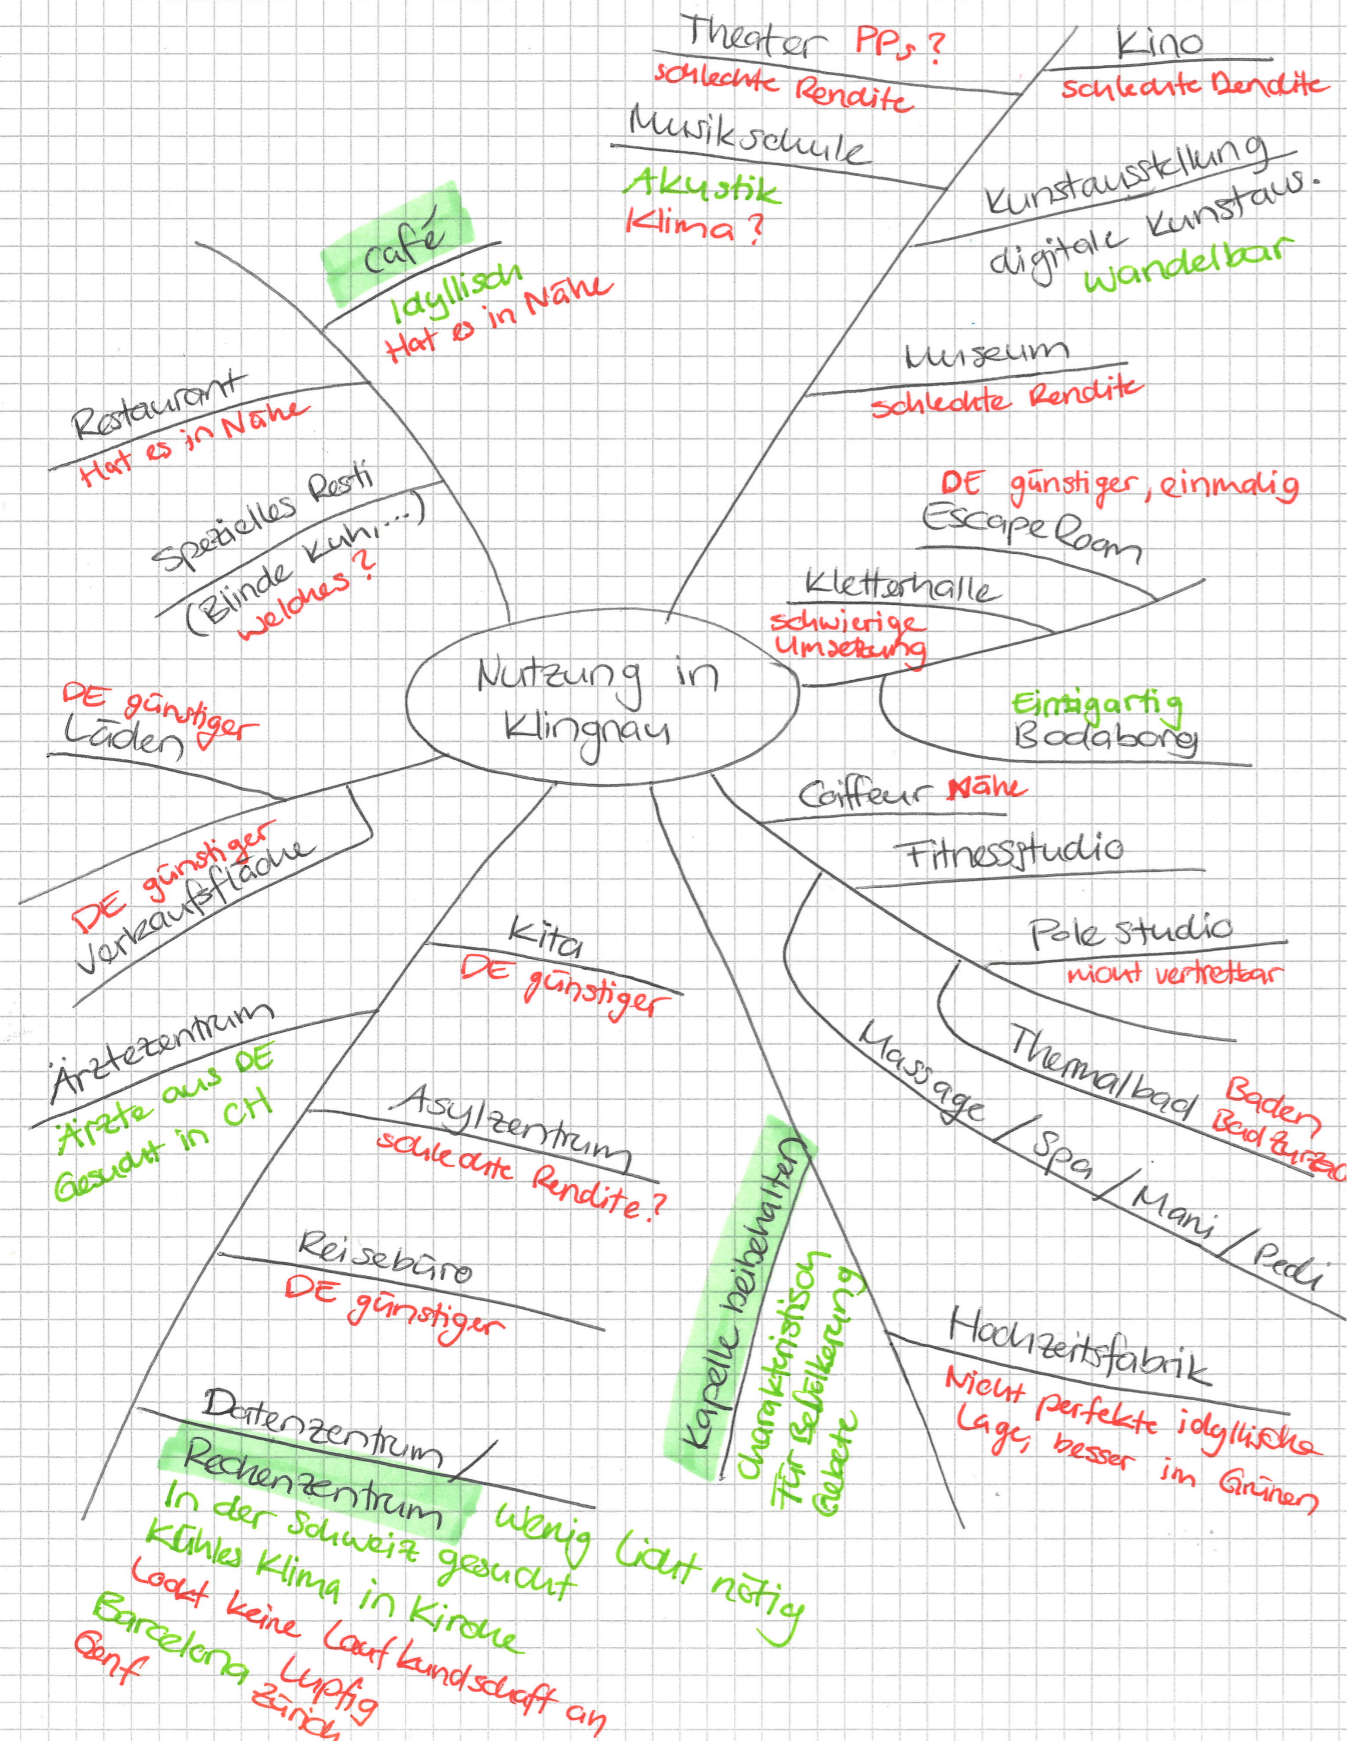 Theater PPs?
schlechte Rendite
Kino
schlechte Rendite
Musikschule
Akustik
Klima?
Kunstausstellung
digitale Kunstaus.
Wandelbar
Café
Idyllisch
Hat es in Nähe
Museum
schlechte Rendite
Restaurant
Hat es in Nähe
Spezielles Resti
(Blinde Kuh,...)
welches?
DE günstiger, einmalig
Escape Room
Kletterhalle
schwierige
Umsetzung
Nutzung in
Klingnau
Einzigartig
Bodaborg
DE günstiger
Läden
DE günstiger
Verkaufsfläche
Coiffeur Nähe
Fitnessstudio
Pole studio
nicht vertretbar
Thermalbad
Baden
Bad Zurzac
Massage / Spa / Mani / Pedi
Kita
DE günstiger
Ärztezentrum
Ärzte aus DE
Gesucht in CH
Asylzentrum
schlechte Rendite?
Reisebüro
DE günstiger
Kapelle beibehalten
Charakteristisch
Für Bevölkerung
Gebete
Hochzeitsfabrik
Nicht perfekte idyllische
Lage, besser im Grünen
Datenzentrum /
Rechenzentrum
Wenig Licht nötig
In der Schweiz gesucht
Kühles Klima in Kirche
Lockt keine Laufkundschaft an
Barcelona Lupfig
Genf Zürich